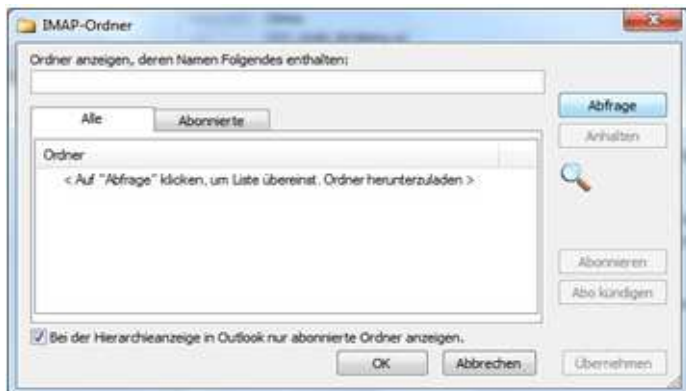 IMAP-Ordner
Ordner anzeigen, deren Namen Folgendes enthalten:
Abfrage
Anhalten
Alle
Abonnierte
Ordner
< Auf "Abfrage" klicken, um Liste übereinst. Ordner herunterzuladen >
Abonnieren
Abo kündigen
Bei der Hierarchieanzeige in Outlook nur abonnierte Ordner anzeigen.
OK
Abbrechen
Übernehmen